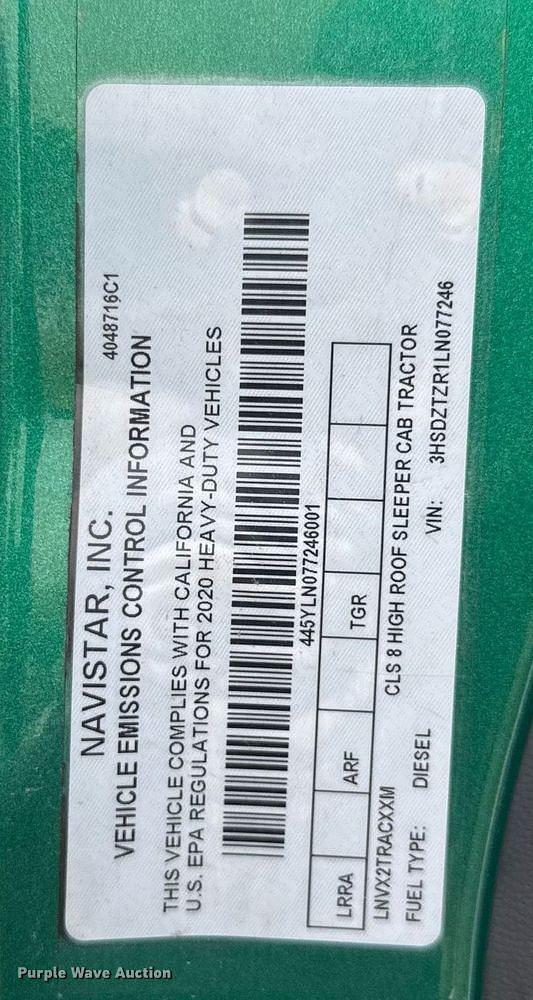 NAVISTAR, INC.
4048716C1
VEHICLE EMISSIONS CONTROL INFORMATION
THIS VEHICLE COMPLIES WITH CALIFORNIA AND
U.S. EPA REGULATIONS FOR 2020 HEAVY-DUTY VEHICLES
445YLN077246001
LRRA ARF TGR
LNVX2TRACXXM CLS 8 HIGH ROOF SLEEPER CAB TRACTOR
FUEL TYPE: DIESEL VIN: 3HSDZTZR1LN077246
Purple Wave Auction